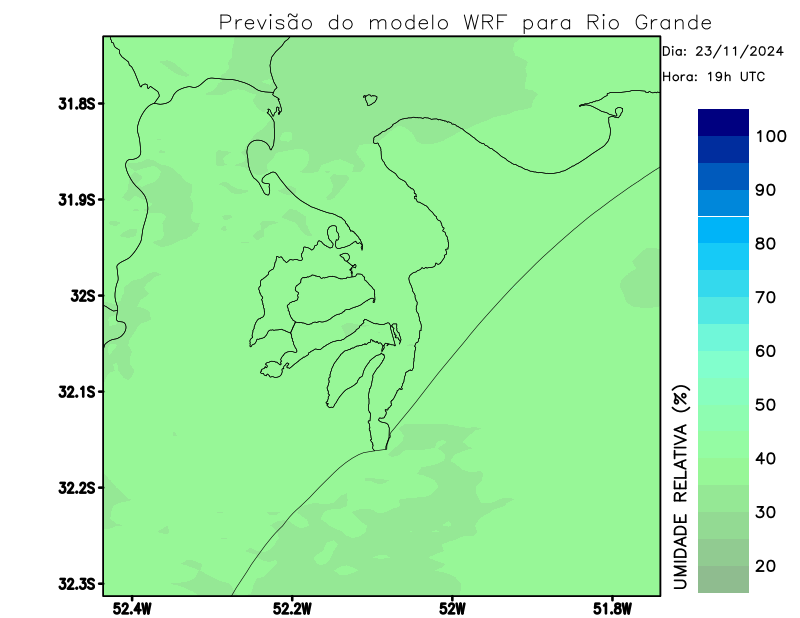 Previsão do modelo WRF para Rio Grande
Dia: 23/11/2024
Hora: 19h UTC
31.8S
31.9S
32S
32.1S
32.2S
32.3S
52.4W
52.2W
52W
51.8W
UMIDADE RELATIVA (%)
100
90
80
70
60
50
40
30
20